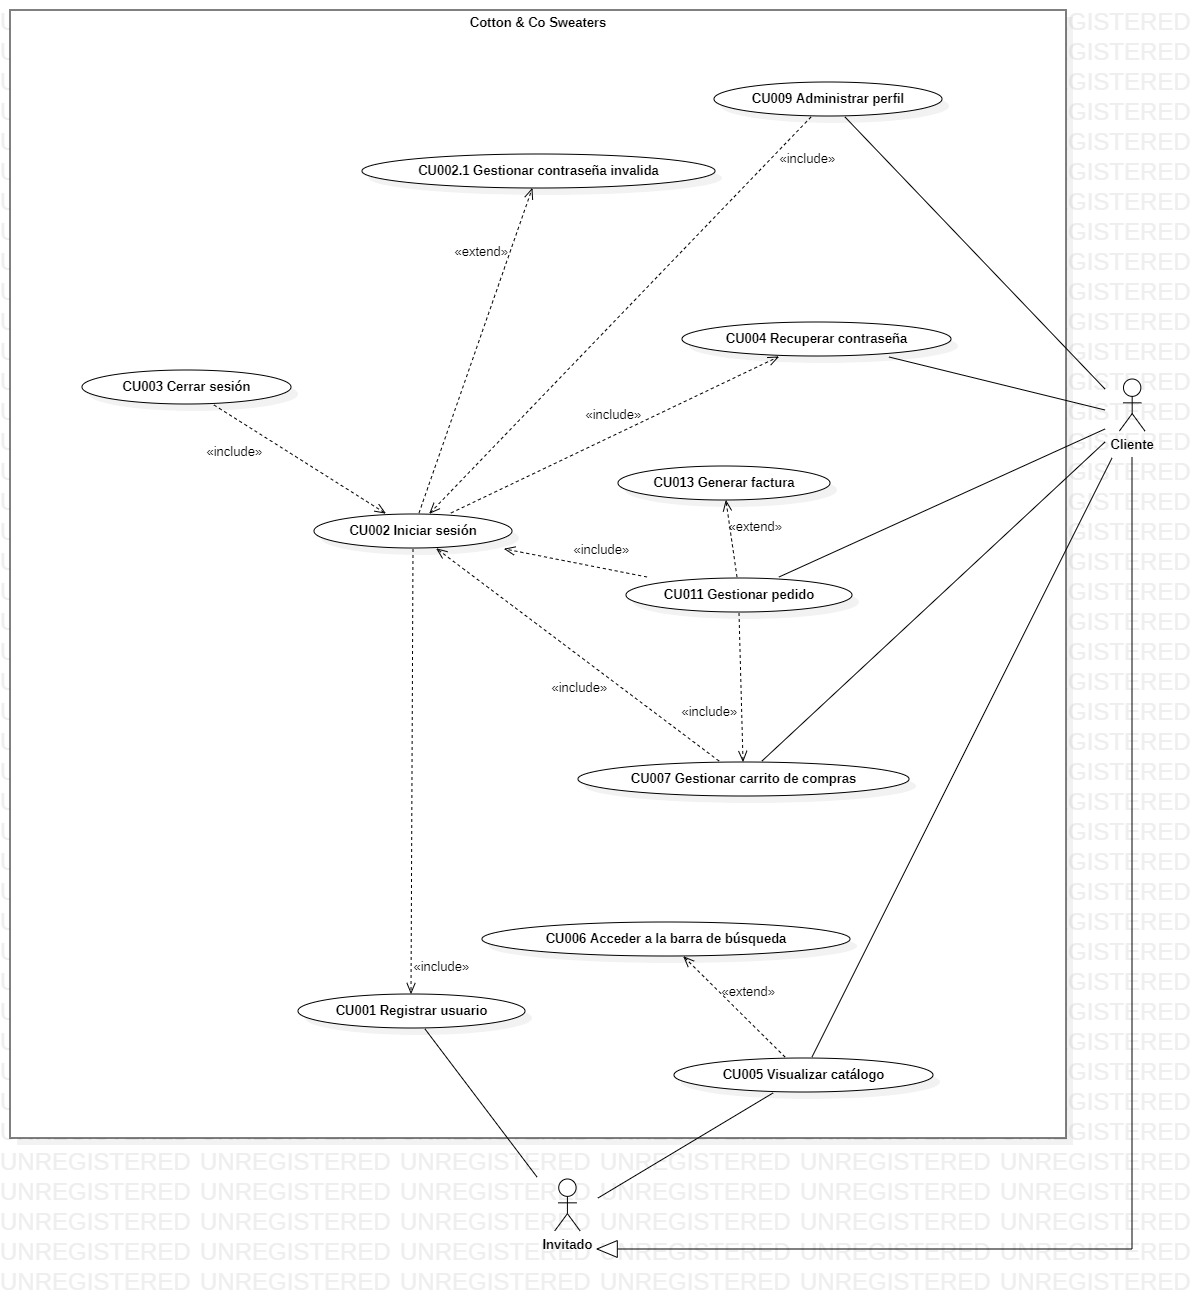 Cotton & Co Sweaters
CU009 Administrar perfil
«include»
CU002.1 Gestionar contraseña invalida
«extend»
CU004 Recuperar contraseña
CU003 Cerrar sesión
«include»
«include»
Cliente
CU013 Generar factura
CU002 Iniciar sesión
«extend»
«include»
CU011 Gestionar pedido
«include»
«include»
CU007 Gestionar carrito de compras
CU006 Acceder a la barra de búsqueda
«include»
«extend»
CU001 Registrar usuario
CU005 Visualizar catálogo
Invitado
UNREGISTERED UNREGISTERED UNREGISTERED UNREGISTERED UNREGISTERED UNREGISTERED